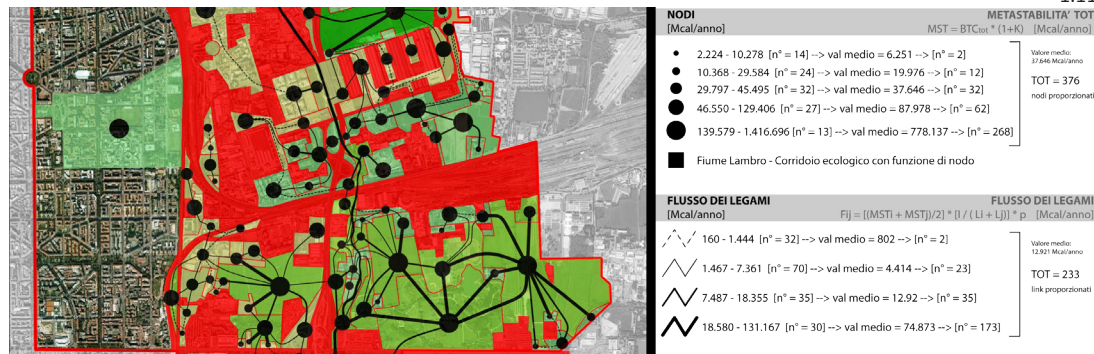 NODI METASTABILITA' TOT
[Mcal/anno] MST = BTCtot * (1+K) [Mcal/anno]
2.224 - 10.278 [n° = 14] --> val medio = 6.251 --> [n° = 2]
10.368 - 29.584 [n° = 24] --> val medio = 19.976 --> [n° = 12]
29.797 - 45.495 [n° = 32] --> val medio = 37.646 --> [n° = 32]
46.550 - 129.406 [n° = 27] --> val medio = 87.978 --> [n° = 62]
139.579 - 1.416.696 [n° = 13] --> val medio = 778.137 --> [n° = 268]
Valore medio:
37.646 Mcal/anno
TOT = 376
nodi proporzionati
Fiume Lambro - Corridoio ecologico con funzione di nodo
FLUSSO DEI LEGAMI FLUSSO DEI LEGAMI
[Mcal/anno] Fij = [(MSTi + MSTj)/2] * [l / ( Li + Lj)] * p [Mcal/anno]
160 - 1.444 [n° = 32] --> val medio = 802 --> [n° = 2]
1.467 - 7.361 [n° = 70] --> val medio = 4.414 --> [n° = 23]
7.487 - 18.355 [n° = 35] --> val medio = 12.92 --> [n° = 35]
18.580 - 131.167 [n° = 30] --> val medio = 74.873 --> [n° = 173]
Valore medio:
12.921 Mcal/anno
TOT = 233
link proporzionati